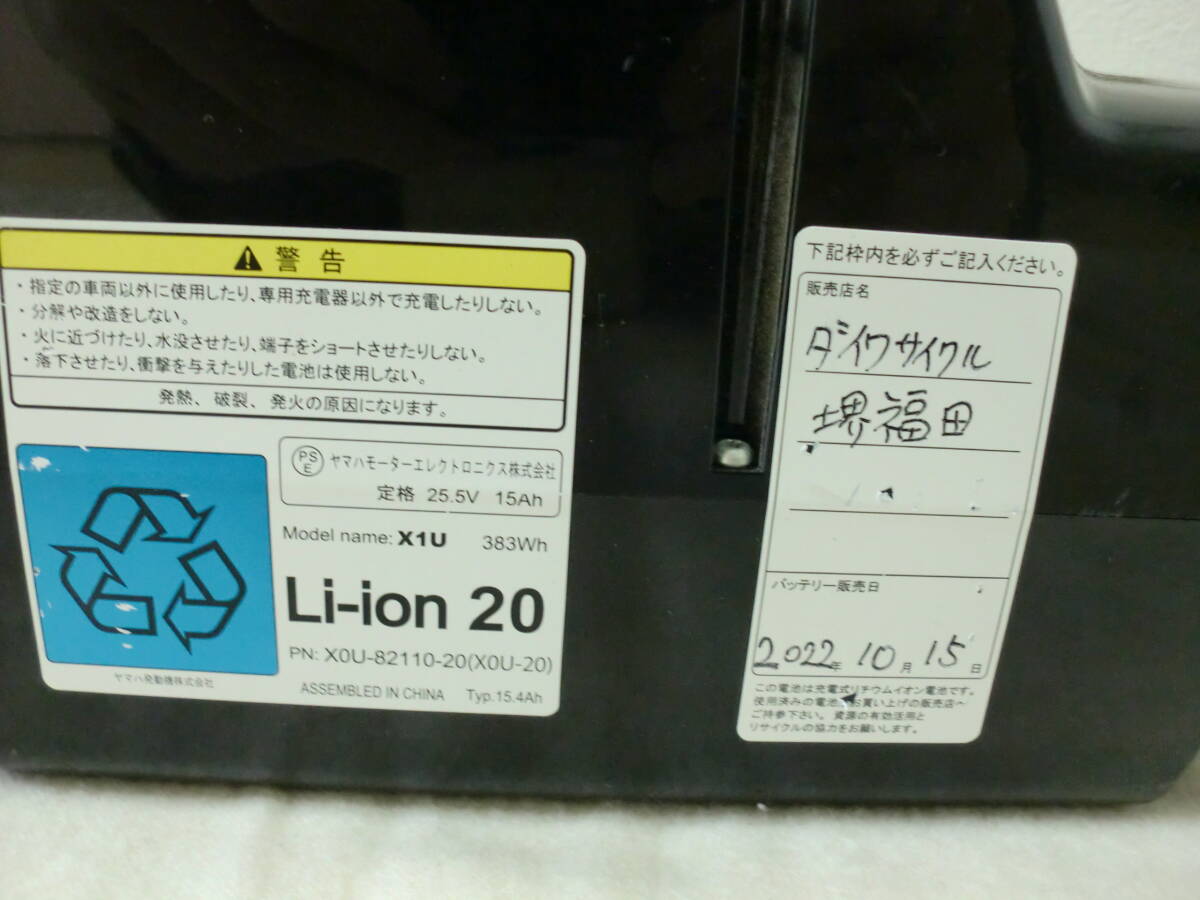 ⚠ 警告
・指定の車両以外に使用したり、専用充電器以外で充電したりしない。
・分解や改造をしない。
・火に近づけたり、水没させたり、端子をショートさせたりしない。
・落下させたり、衝撃を与えたりした電池は使用しない。
発熱、破裂、発火の原因になります。
PSE ヤマハモーターエレクトロニクス株式会社
定格 25.5V 15Ah
Model name: X1U 383Wh
Li-ion 20
PN: X0U-82110-20(X0U-20)
ASSEMBLED IN CHINA Typ.15.4Ah
ヤマハ発動機株式会社
下記枠内を必ずご記入ください。
販売店名
ダイワサイクル
堺福田
バッテリー販売日
2022年 10月 15日
この電池は充電式リチウムイオン電池です。
使用済みの電池 お買い上げの販売店へ
ご持参下さい。資源の有効活用と
リサイクルの協力をお願いします。